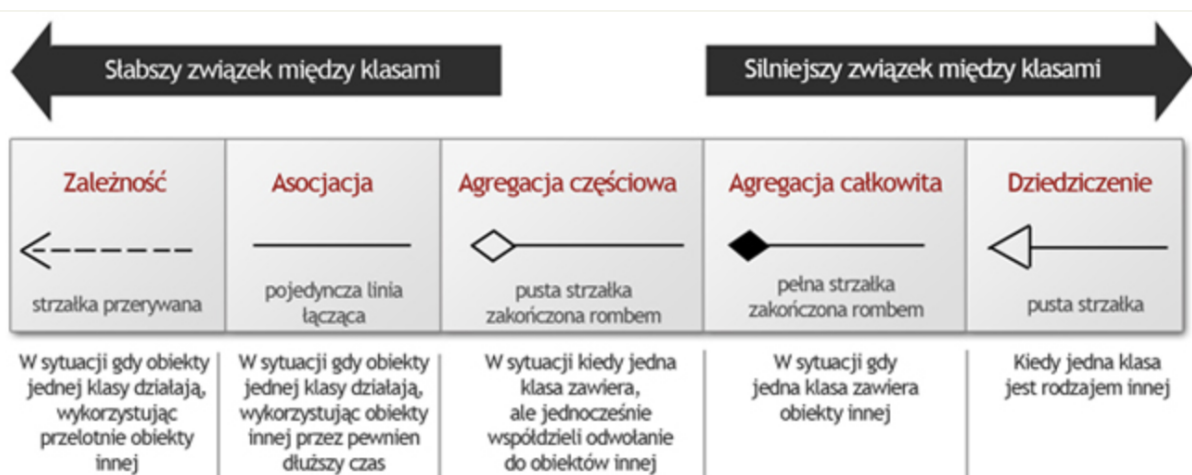 Słabszy związek między klasami
Silniejszy związek między klasami
Zależność
strzałka przerywana
W sytuacji gdy obiekty
jednej klasy działają,
wykorzystując
przelotnie obiekty
innej
Asocjacja
pojedyncza linia
łącząca
W sytuacji gdy obiekty
jednej klasy działają,
wykorzystując obiekty
innej przez pewnien
dłuższy czas
Agregacja częściowa
pusta strzałka
zakończona rombem
W sytuacji kiedy jedna
klasa zawiera,
ale jednocześnie
współdzieli odwołanie
do obiektów innej
Agregacja całkowita
pełna strzałka
zakończona rombem
W sytuacji gdy
jedna klasa zawiera
obiekty innej
Dziedziczenie
pusta strzałka
Kiedy jedna klasa
jest rodzajem innej